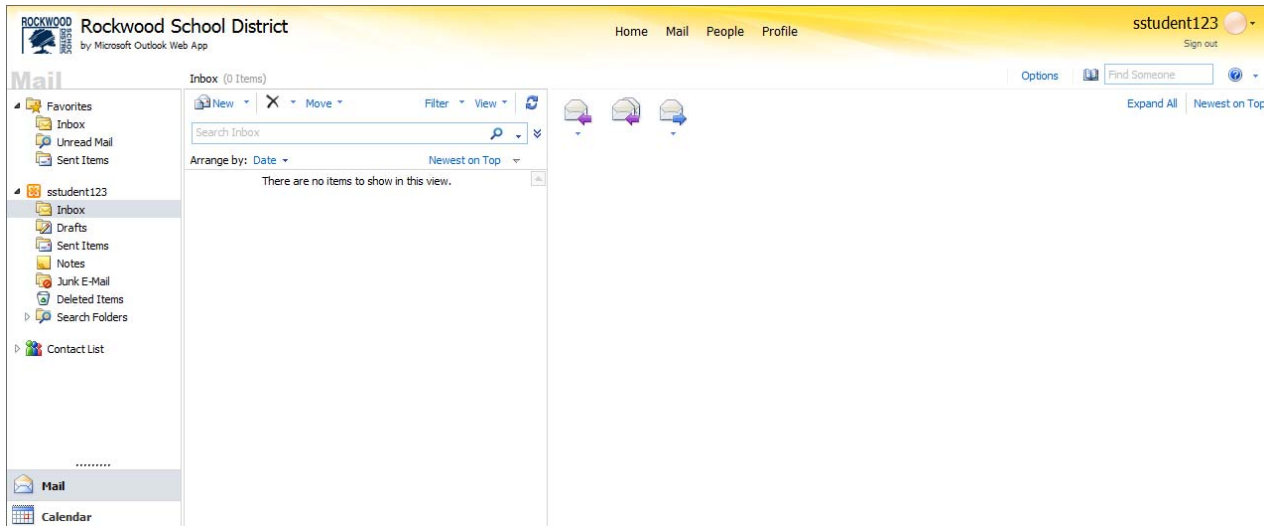 ROCKWOOD
SCHOOL DISTRICT
Rockwood School District
by Microsoft Outlook Web App
Home Mail People Profile
sstudent123
Sign out
Mail
Inbox (0 Items)
Options
Find Someone
Favorites
Inbox
Unread Mail
Sent Items
sstudent123
Inbox
Drafts
Sent Items
Notes
Junk E-Mail
Deleted Items
Search Folders
Contact List
Mail
Calendar
New Move Filter View
Search Inbox
Arrange by: Date Newest on Top
There are no items to show in this view.
Expand All Newest on Top